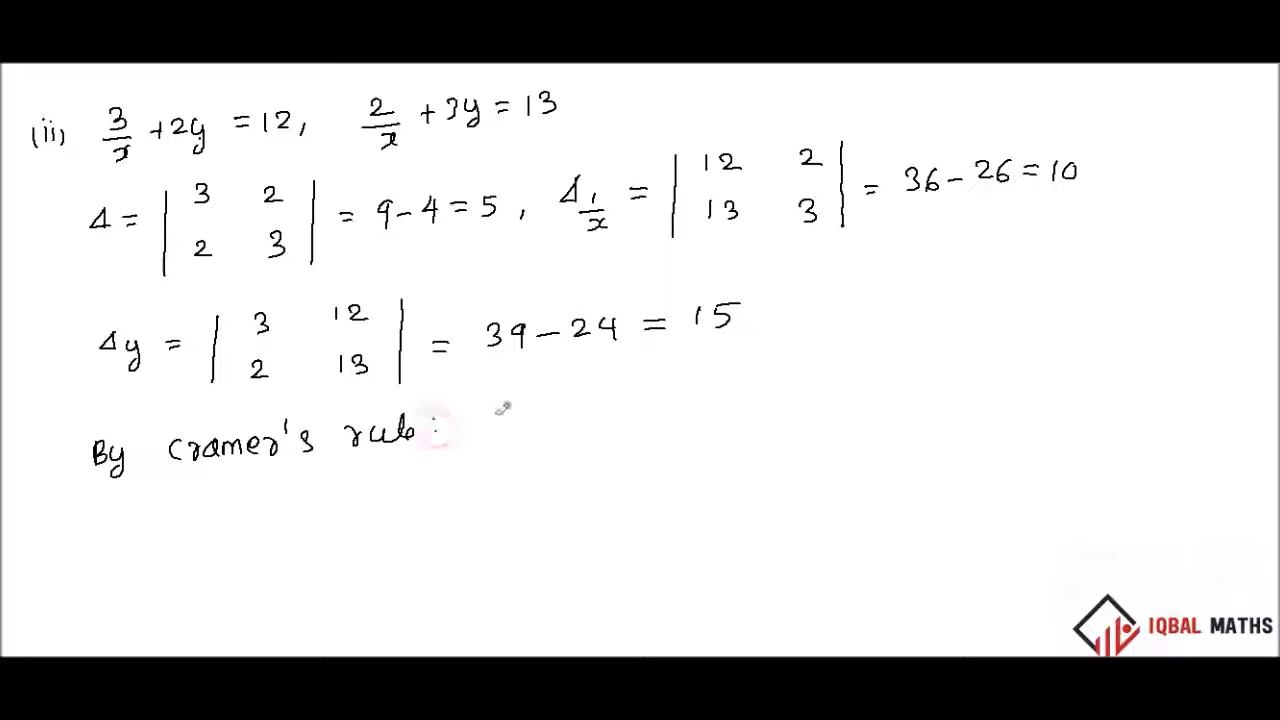 (ii) 3/x + 2y = 12, 2/x + 3y = 13
Δ = | 3 2 ; 2 3 | = 9 - 4 = 5 , Δ1/x = | 12 2 ; 13 3 | = 36 - 26 = 10
Δy = | 3 12 ; 2 13 | = 39 - 24 = 15
By Cramer's rule:
IQBAL MATHS